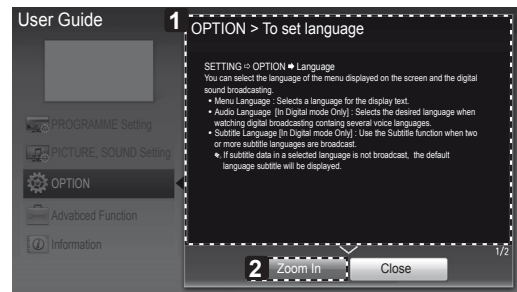 User Guide
1
OPTION > To set language
SETTING ⇨ OPTION ➡ Language
You can select the language of the menu displayed on the screen and the digital
sound broadcasting.
• Menu Language : Selects a language for the display text.
• Audio Language [In Digital mode Only] : Selects the desired language when
watching digital broadcasting containg several voice languages.
• Subtitle Language [In Digital mode Only] : Use the Subtitle function when two
or more subtitle languages are broadcast.
If subtitle data in a selected language is not broadcast, the default
language subtitle will be displayed.
PROGRAMME Setting
PICTURE, SOUND Setting
OPTION
Advabced Function
Information
1/2
2
Zoom In
Close